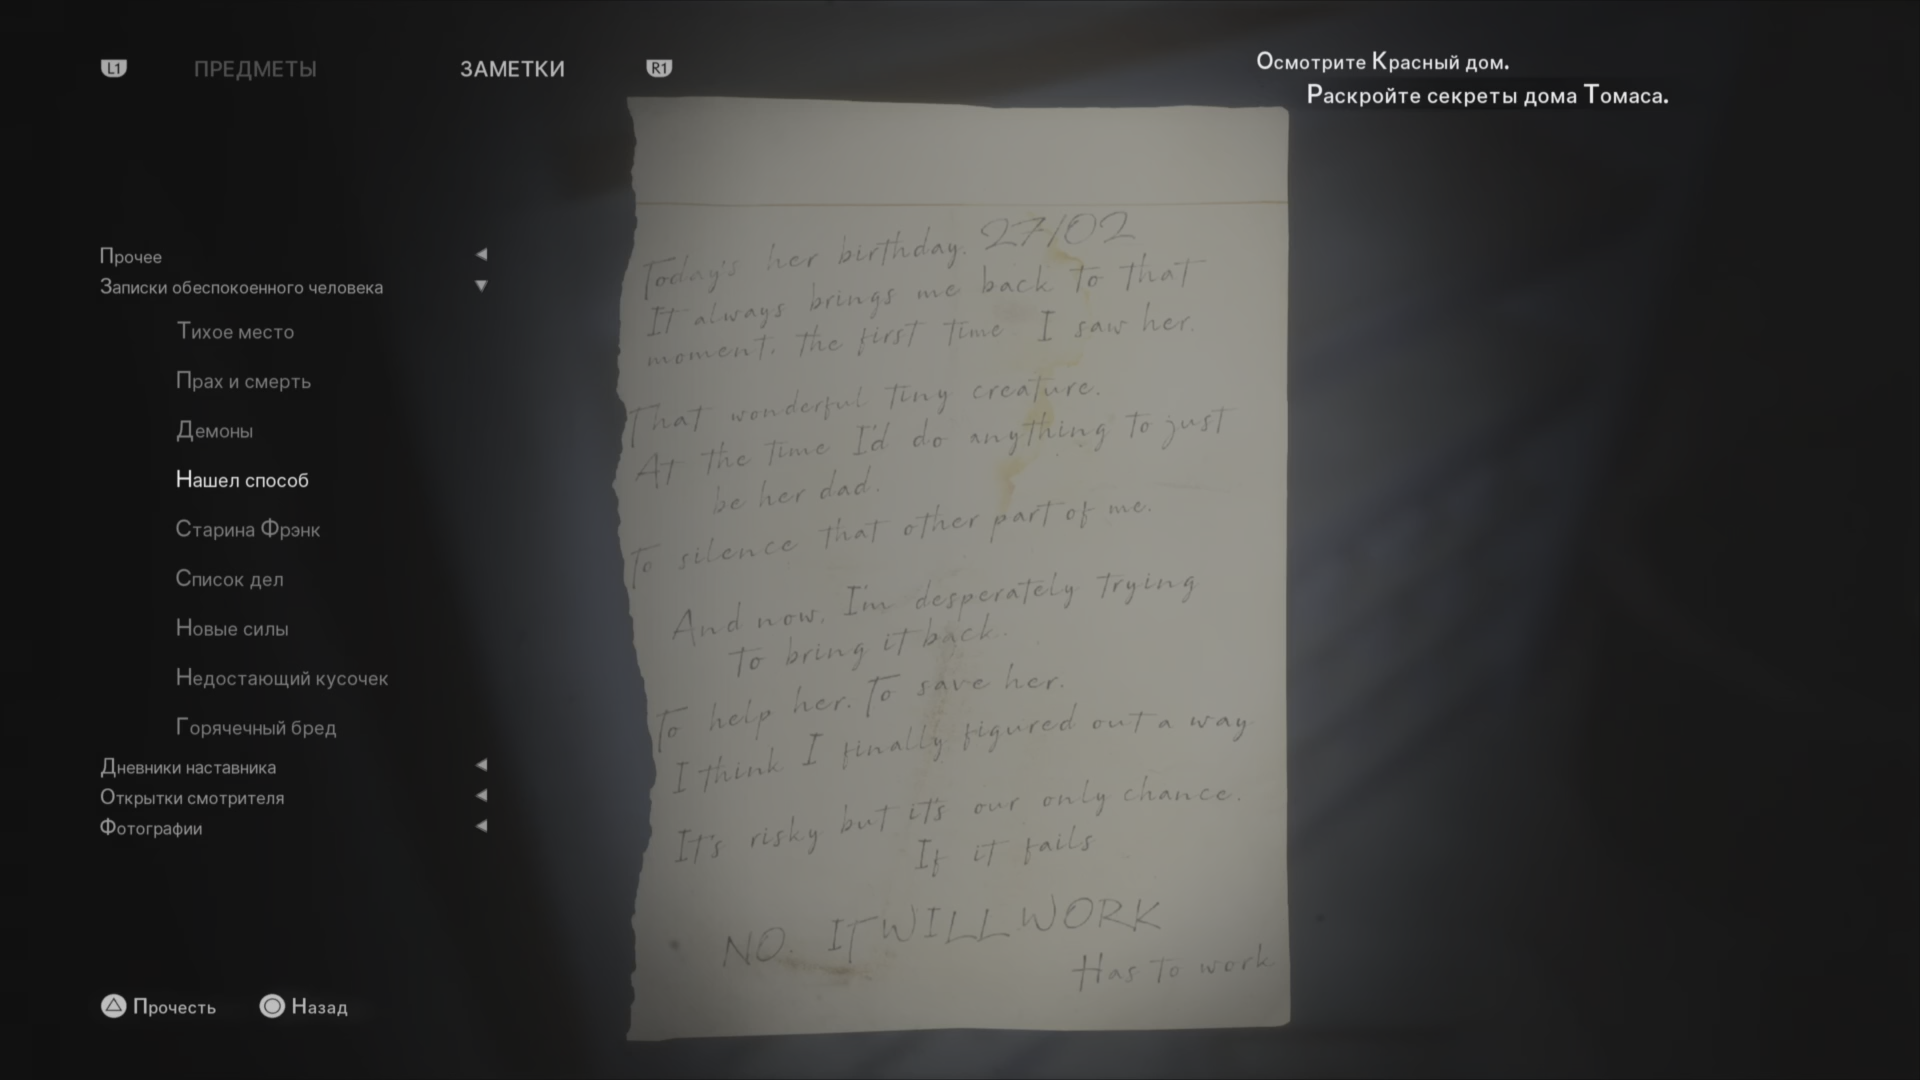 L1 ПРЕДМЕТЫ ЗАМЕТКИ R1
Осмотрите Красный дом.
Раскройте секреты дома Томаса.
Прочее
Записки обеспокоенного человека
Тихое место
Прах и смерть
Демоны
Нашел способ
Старина Фрэнк
Список дел
Новые силы
Недостающий кусочек
Горячечный бред
Дневники наставника
Открытки смотрителя
Фотографии
Today's her birthday. 27/02
It always brings me back to that
moment, the first time I saw her.
That wonderful tiny creature.
At the time I'd do anything to just
be her dad.
To silence that other part of me.
And now, I'm desperately trying
to bring it back.
To help her. To save her.
I think I finally figured out a way
It's risky but it's our only chance.
If it fails
NO. IT WILL WORK
Has to work
Прочесть Назад